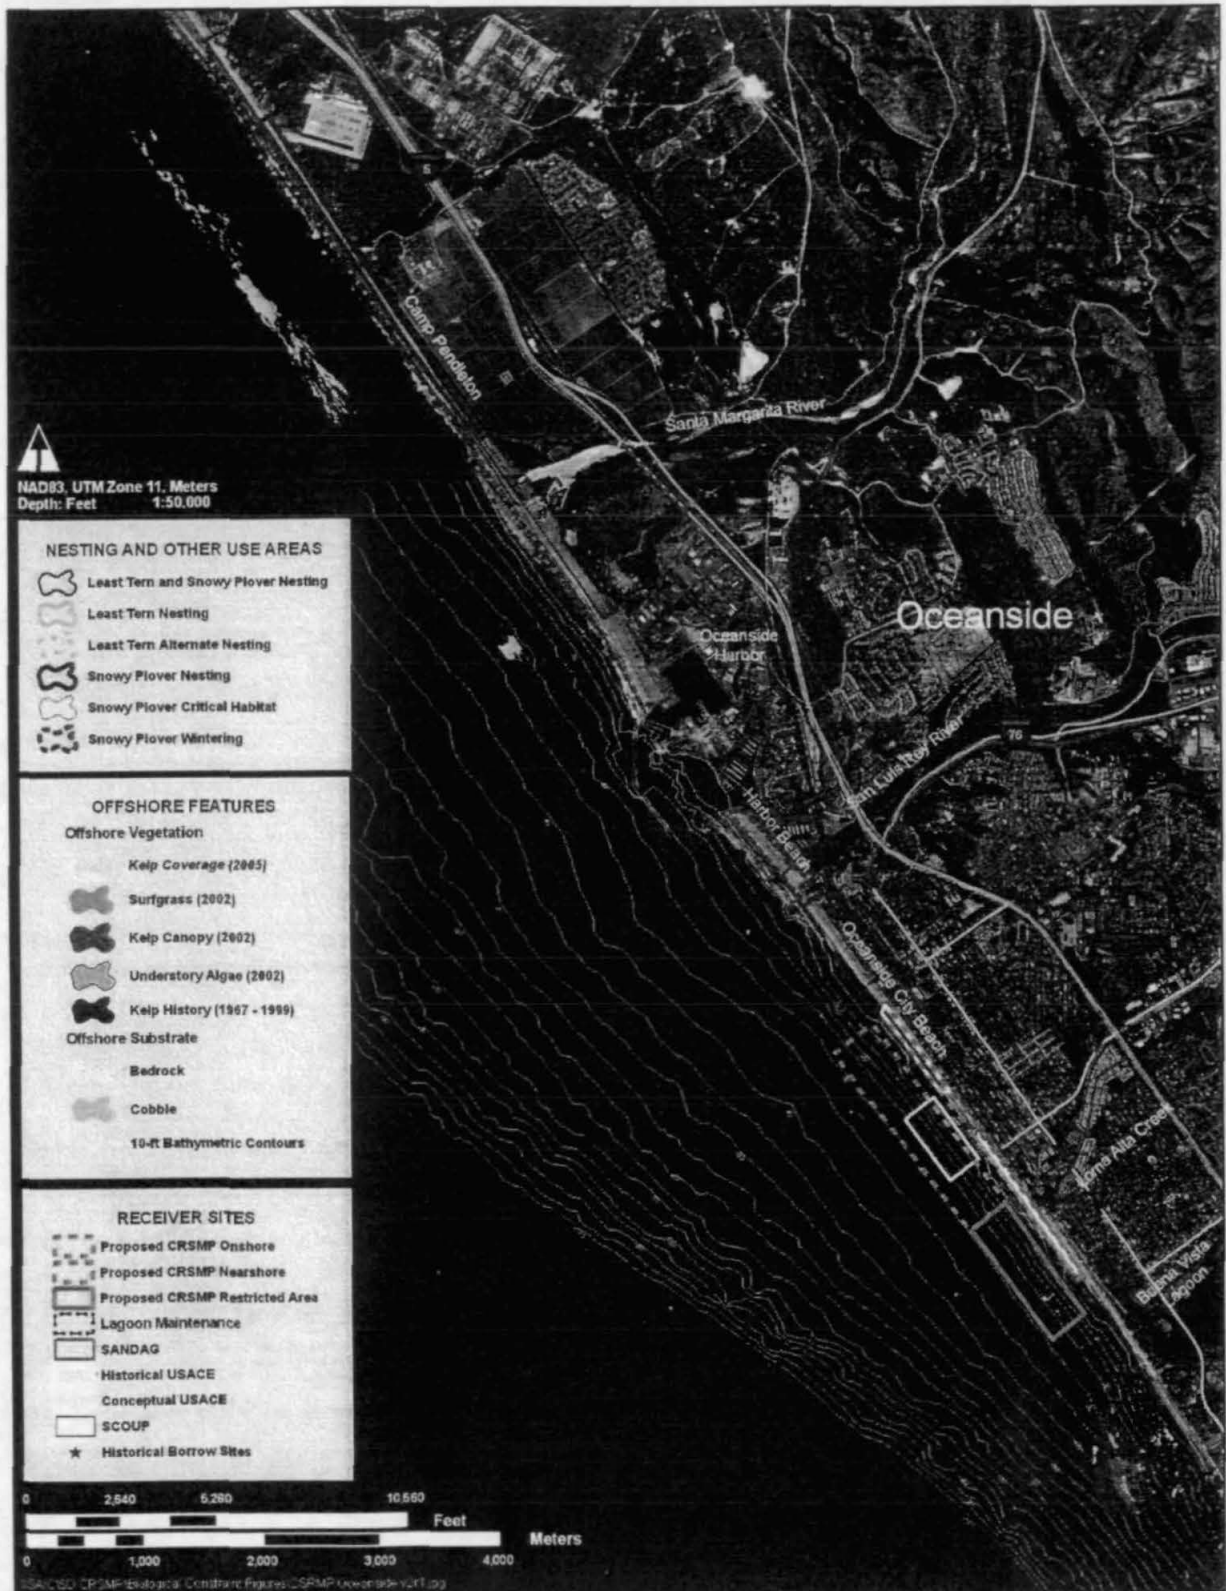 5
Camp Pendleton
Santa Margarita River
NAD83, UTM Zone 11, Meters
Depth: Feet 1:50,000
NESTING AND OTHER USE AREAS
Least Tern and Snowy Plover Nesting
Least Tern Nesting
Least Tern Alternate Nesting
Snowy Plover Nesting
Snowy Plover Critical Habitat
Snowy Plover Wintering
Oceanside
Oceanside
Harbor
San Luis Rey River
76
Harbor Beach
OFFSHORE FEATURES
Offshore Vegetation
Kelp Coverage (2005)
Surfgrass (2002)
Kelp Canopy (2002)
Understory Algae (2002)
Kelp History (1967 - 1999)
Offshore Substrate
Bedrock
Cobble
10-ft Bathymetric Contours
Oceanside City Beach
Loma Alta Creek
Buena Vista
Lagoon
RECEIVER SITES
Proposed CRSMP Onshore
Proposed CRSMP Nearshore
Proposed CRSMP Restricted Area
Lagoon Maintenance
SANDAG
Historical USACE
Conceptual USACE
SCOUP
Historical Borrow Sites
0 2,640 5,280 10,560
Feet
Meters
0 1,000 2,000 3,000 4,000